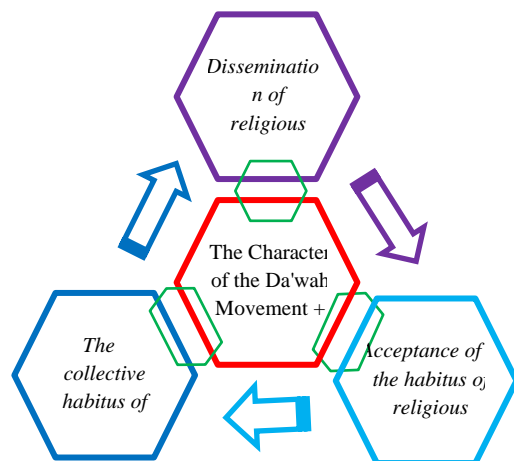 Disseminatio
n of
religious
The Character
of the Da'wah
Movement +
The
collective
habitus of
Acceptance of
the habitus of
religious